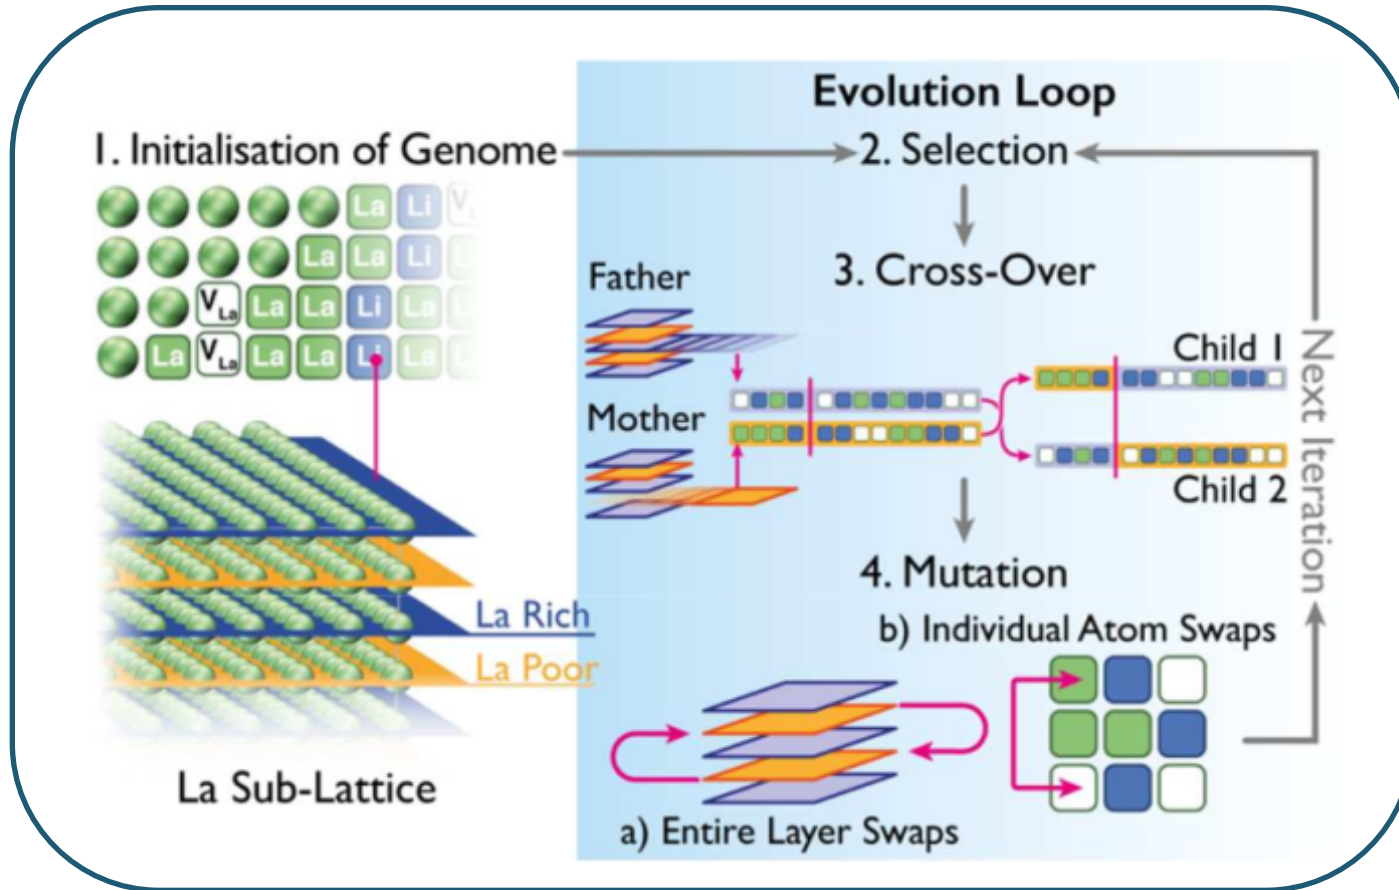 Evolution Loop
1. Initialisation of Genome
2. Selection
La Li V
La La Li
V La La La Li La
La V La La La Li La
Father
3. Cross-Over
Child 1
Mother
Child 2
Next Iteration
4. Mutation
b) Individual Atom Swaps
La Rich
La Poor
La Sub-Lattice
a) Entire Layer Swaps